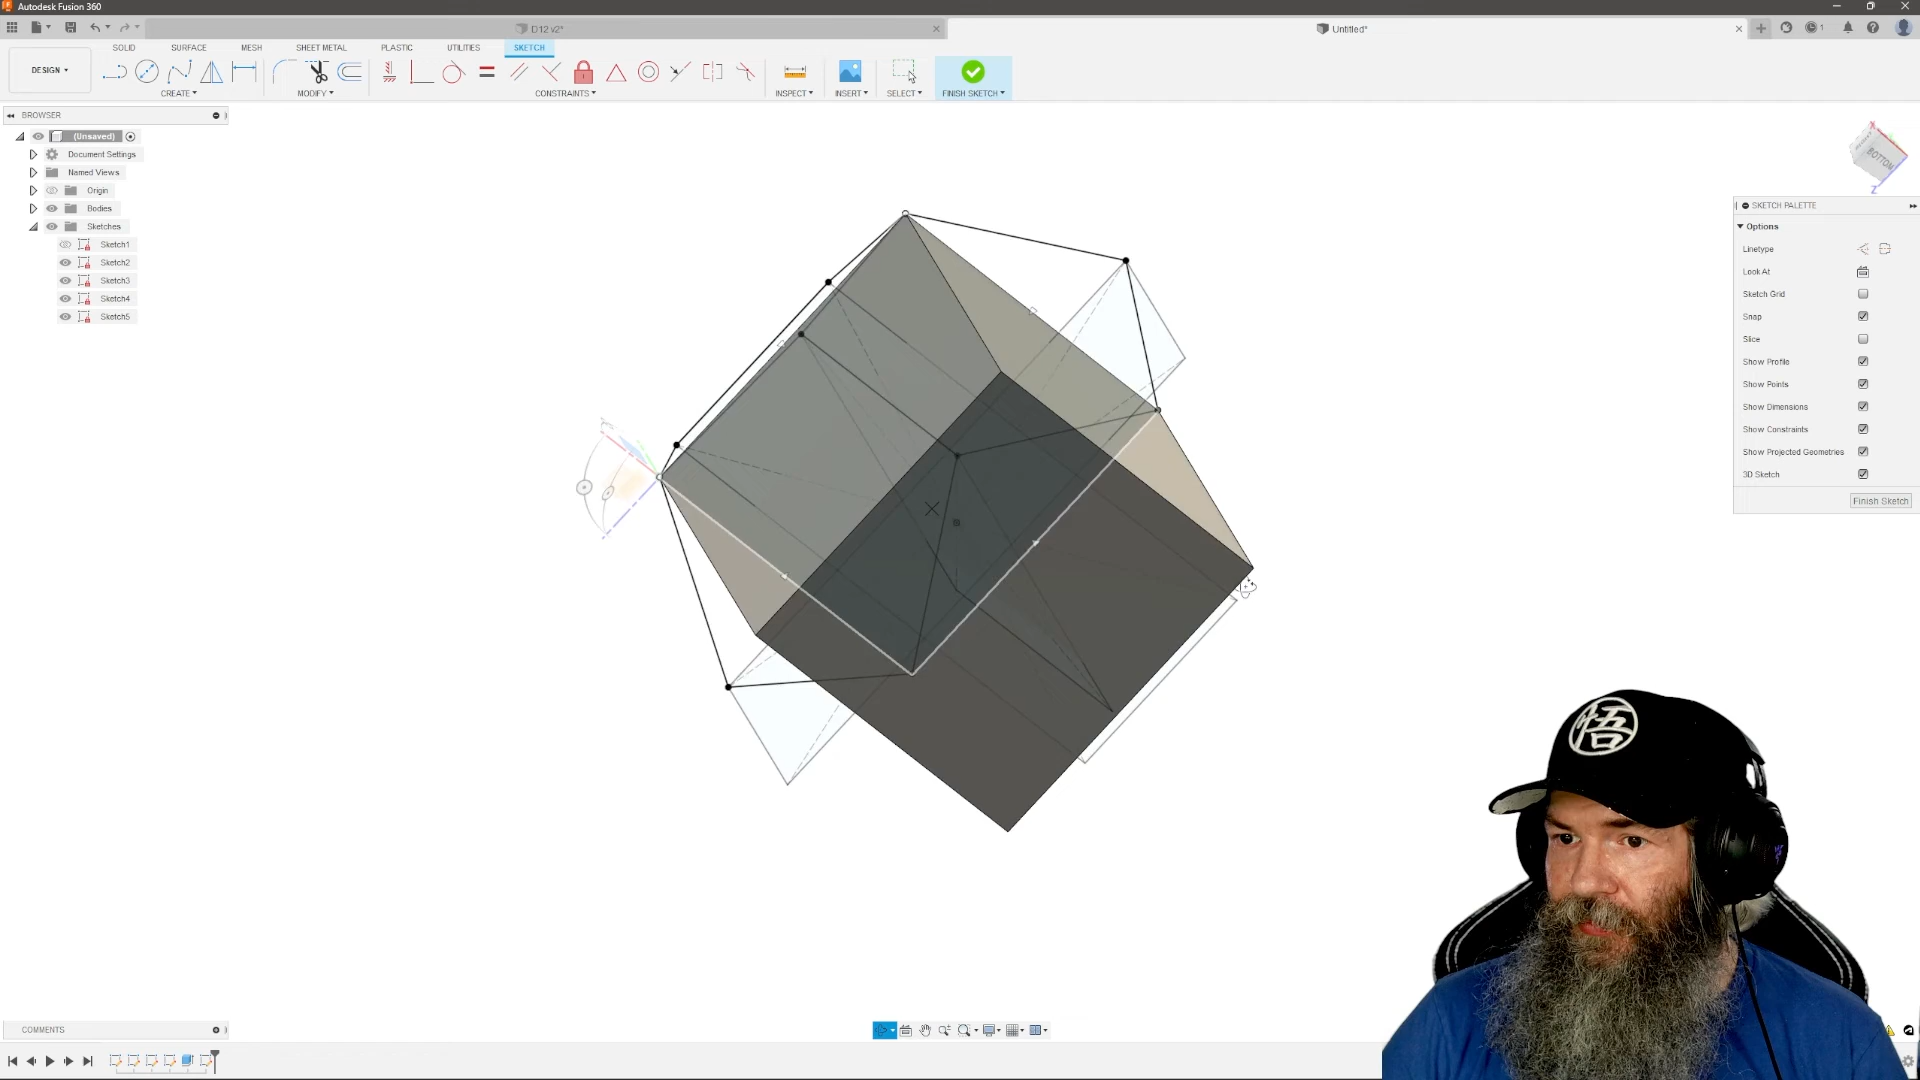 Autodesk Fusion 360
D12 v2*
Untitled*
1
SOLID SURFACE MESH SHEET METAL PLASTIC UTILITIES SKETCH
DESIGN
CREATE MODIFY CONSTRAINTS INSPECT INSERT SELECT FINISH SKETCH
BROWSER
(Unsaved)
Document Settings
Named Views
Origin
Bodies
Sketches
Sketch1
Sketch2
Sketch3
Sketch4
Sketch5
X
BOTTOM
Z
SKETCH PALETTE
Options
Linetype
Look At
Sketch Grid
Snap
Slice
Show Profile
Show Points
Show Dimensions
Show Constraints
Show Projected Geometries
3D Sketch
Finish Sketch
悟
COMMENTS